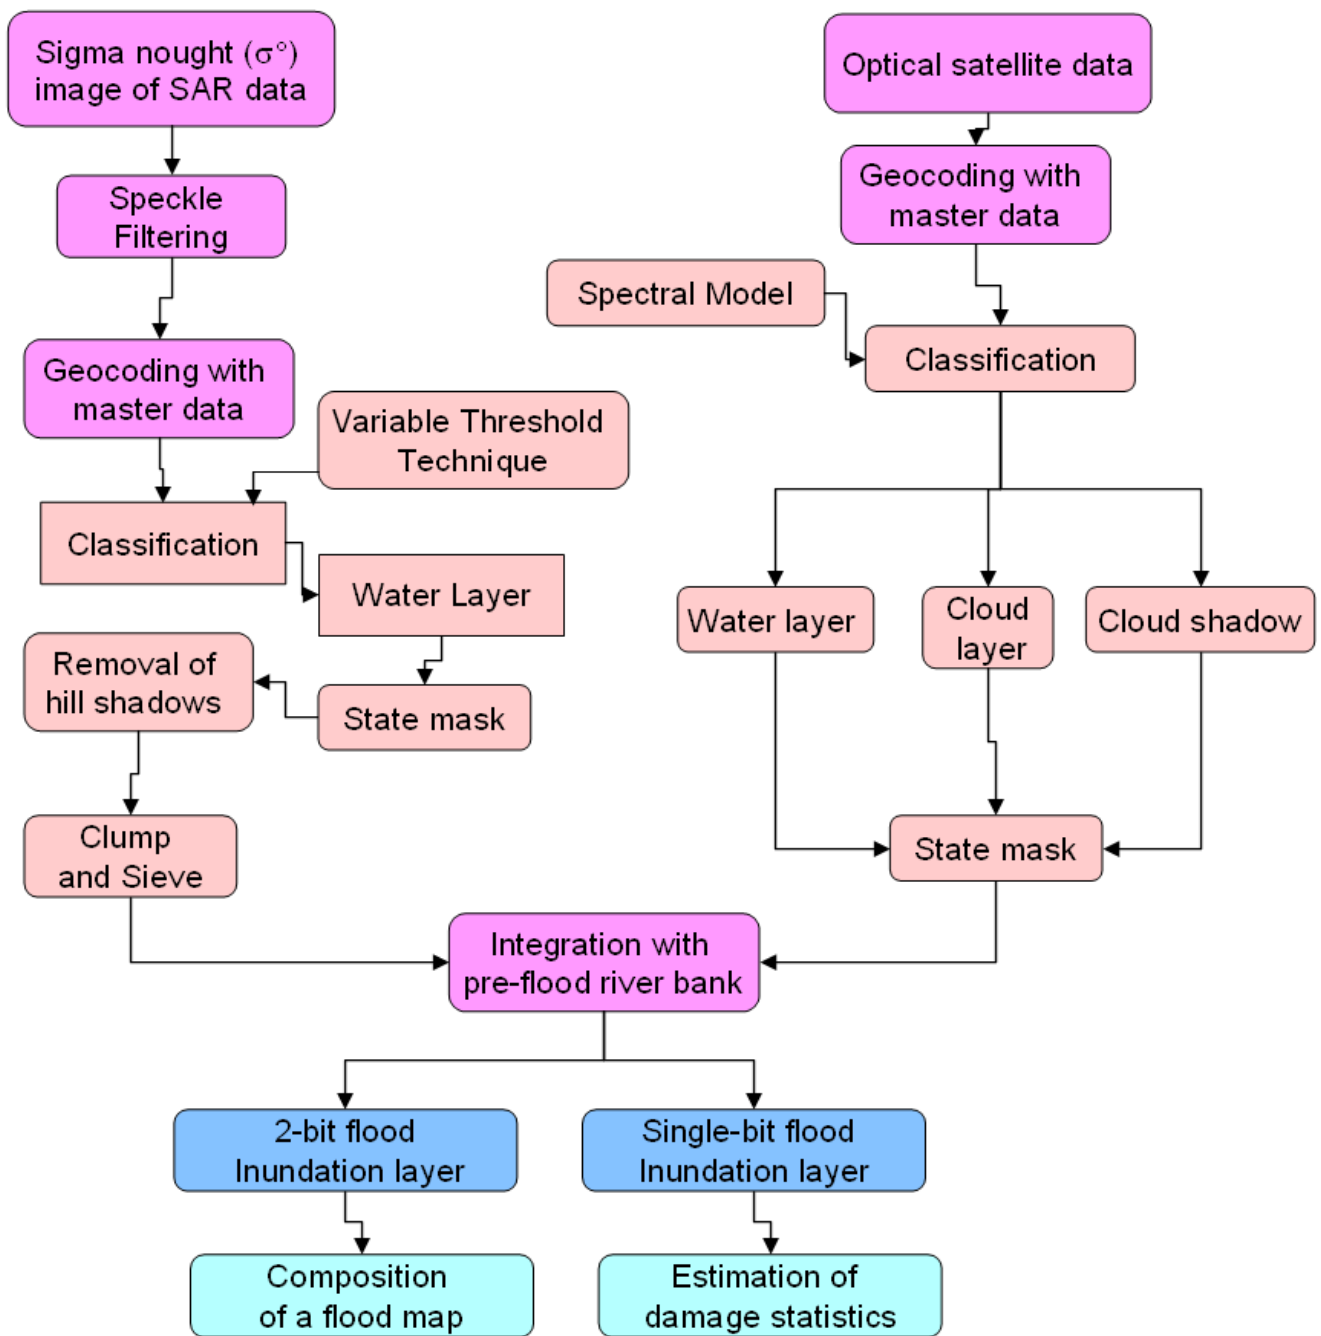 Sigma nought (σ°)
image of SAR data
Optical satellite data
Speckle
Filtering
Geocoding with
master data
Spectral Model
Geocoding with
master data
Classification
Variable Threshold
Technique
Classification
Water Layer
Water layer
Cloud
layer
Cloud shadow
Removal of
hill shadows
State mask
Clump
and Sieve
State mask
Integration with
pre-flood river bank
2-bit flood
Inundation layer
Single-bit flood
Inundation layer
Composition
of a flood map
Estimation of
damage statistics